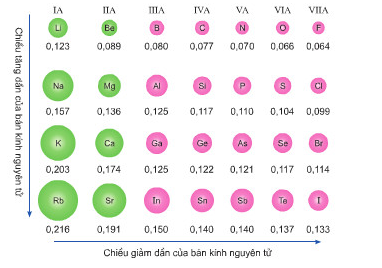 IA IIA IIIA IVA VA VIA VIIA
Li Be B C N O F
0,123 0,089 0,080 0,077 0,070 0,066 0,064
Na Mg Al Si P S Cl
0,157 0,136 0,125 0,117 0,110 0,104 0,099
K Ca Ga Ge As Se Br
0,203 0,174 0,125 0,122 0,121 0,117 0,114
Rb Sr In Sn Sb Te I
0,216 0,191 0,150 0,140 0,140 0,137 0,133
Chiều tăng dần của bán kính nguyên tử
Chiều giảm dần của bán kính nguyên tử